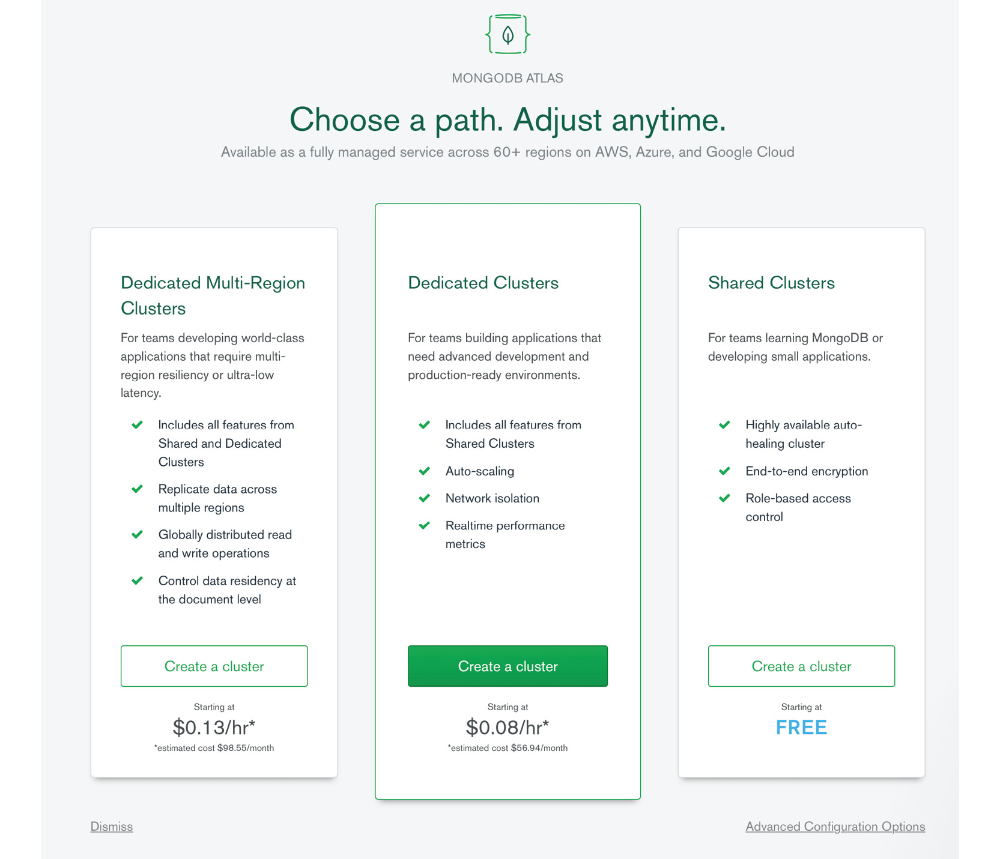 MONGODB ATLAS
Choose a path. Adjust anytime.
Available as a fully managed service across 60+ regions on AWS, Azure, and Google Cloud
Dedicated Multi-Region
Clusters
For teams developing world-class
applications that require multi-
region resiliency or ultra-low
latency.
Includes all features from
Shared and Dedicated
Clusters
Replicate data across
multiple regions
Globally distributed read
and write operations
Control data residency at
the document level
Create a cluster
Starting at
$0.13/hr*
*estimated cost $98.55/month
Dedicated Clusters
For teams building applications that
need advanced development and
production-ready environments.
Includes all features from
Shared Clusters
Auto-scaling
Network isolation
Realtime performance
metrics
Create a cluster
Starting at
$0.08/hr*
*estimated cost $56.94/month
Shared Clusters
For teams learning MongoDB or
developing small applications.
Highly available auto-
healing cluster
End-to-end encryption
Role-based access
control
Create a cluster
Starting at
FREE
Dismiss
Advanced Configuration Options